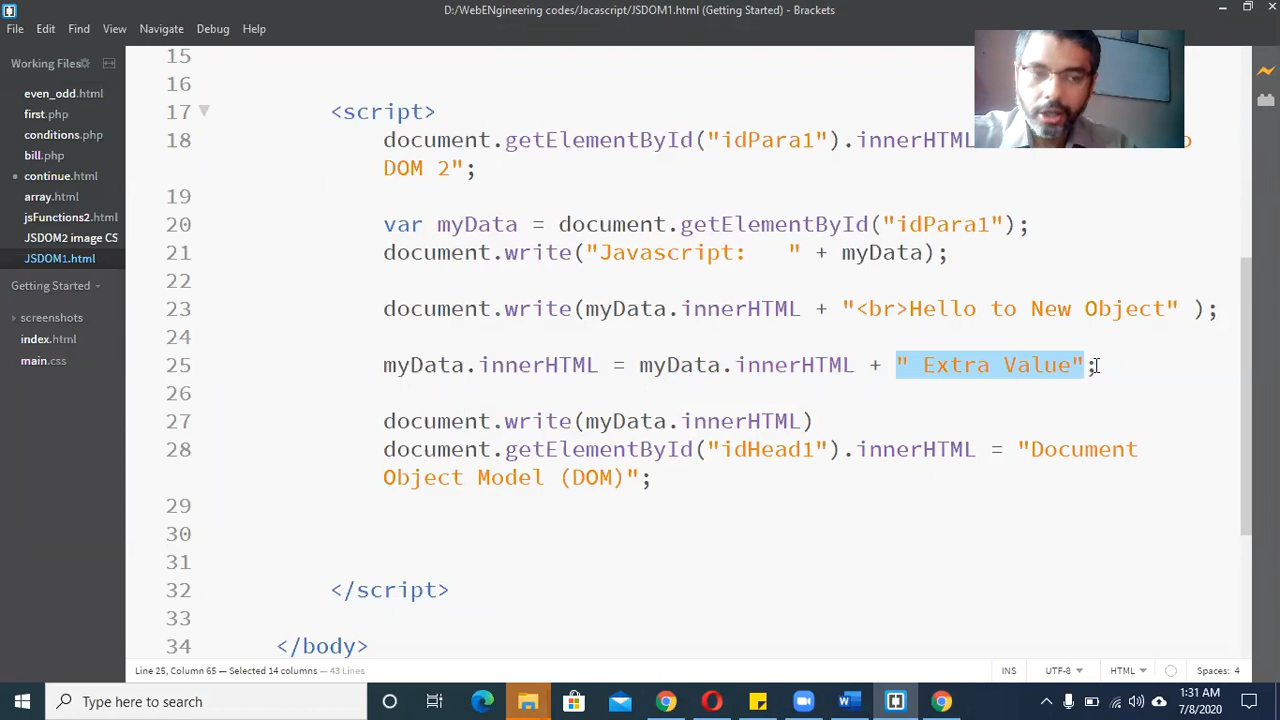 D:/WebENgineering codes/Jacascript/JSDOM1.html (Getting Started) - Brackets
File Edit Find View Navigate Debug Help
Working Files
even_odd.html
first.php
conditions.php
bill.php
continue.html
array.html
jsFunctions2.html
JSDOM2 image CS
JSDOM1.html
Getting Started
screenshots
index.html
main.css
15
16
17 <script>
18 document.getElementById("idPara1").innerHTML o
DOM 2";
19
20 var myData = document.getElementById("idPara1");
21 document.write("Javascript:   " + myData);
22
23 document.write(myData.innerHTML + "<br>Hello to New Object" );
24
25 myData.innerHTML = myData.innerHTML + " Extra Value";
26
27 document.write(myData.innerHTML)
28 document.getElementById("idHead1").innerHTML = "Document
Object Model (DOM)";
29
30
31
32 </script>
33
34 </body>
Line 25, Column 65 — Selected 14 columns — 43 Lines
INS UTF-8 HTML Spaces: 4
Type here to search
1:31 AM
7/8/2020